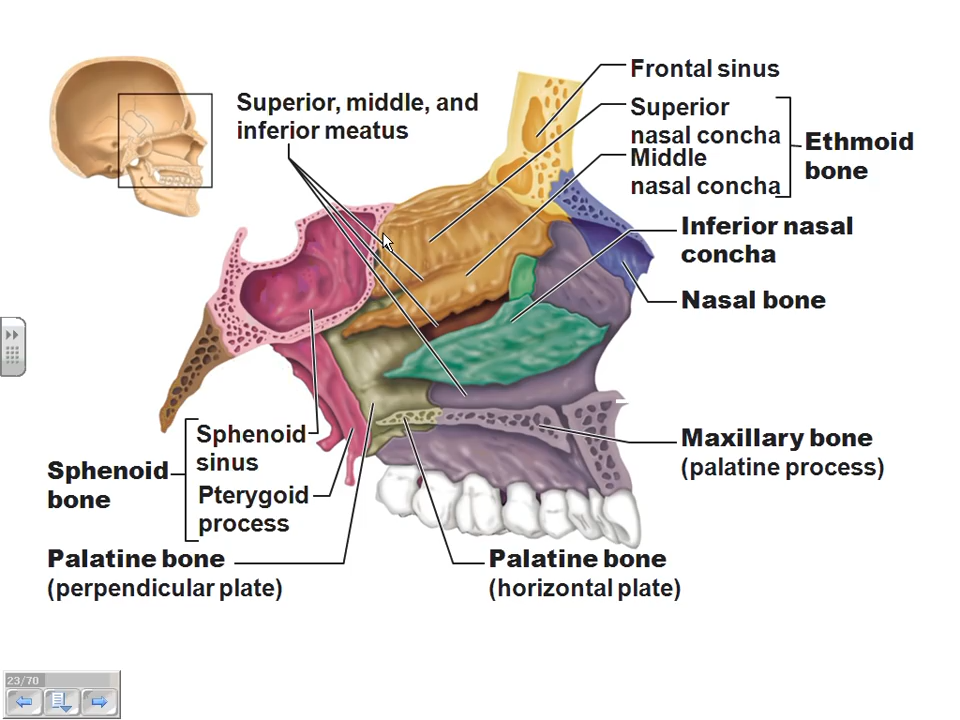 Frontal sinus
Superior, middle, and
inferior meatus
Superior
nasal concha
Middle
nasal concha
Ethmoid
bone
Inferior nasal
concha
Nasal bone
Sphenoid
sinus
Sphenoid
bone
Pterygoid
process
Maxillary bone
(palatine process)
Palatine bone
(perpendicular plate)
Palatine bone
(horizontal plate)
23/70